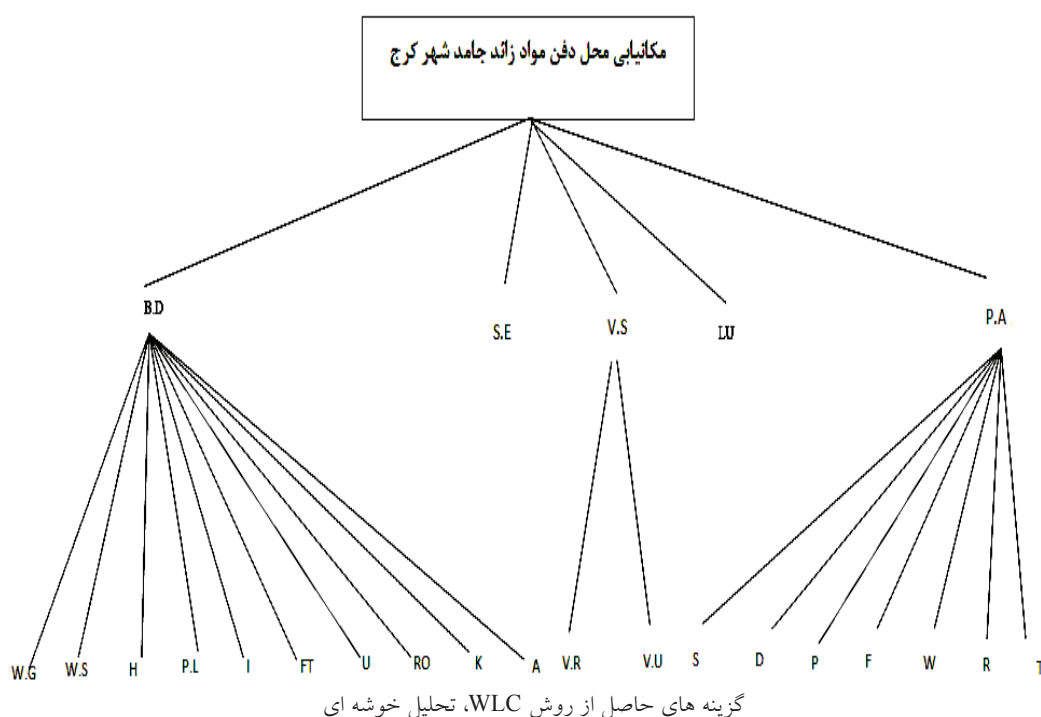 مکانیابی محل دفن مواد زائد جامد شهر کرج
B.D
S.E
V.S
LU
P.A
W.G
W.S
H
P.L
I
FT
U
RO
K
A
V.R
V.U
S
D
P
F
W
R
T
گزینه های حاصل از روش WLC، تحلیل خوشه ای